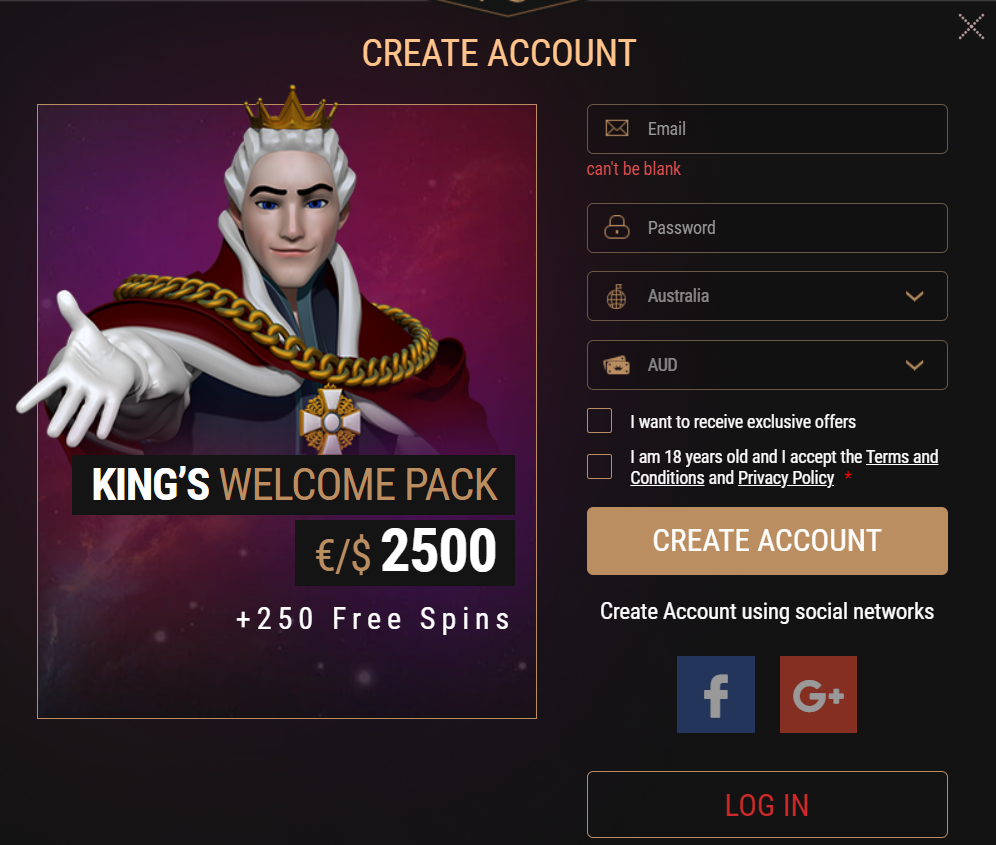 CREATE ACCOUNT
KING'S WELCOME PACK
€/$ 2500
+250 Free Spins
Email
can't be blank
Password
Australia
AUD
I want to receive exclusive offers
I am 18 years old and I accept the Terms and
Conditions and Privacy Policy *
CREATE ACCOUNT
Create Account using social networks
f
G+
LOG IN